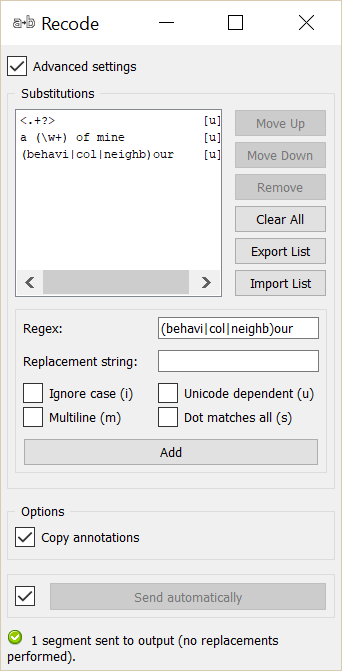 a→b Recode
Advanced settings
Substitutions
<.+?> [u]
a (\w+) of mine [u]
(behavi|col|neighb)our [u]
Move Up
Move Down
Remove
Clear All
Export List
Import List
Regex: (behavi|col|neighb)our
Replacement string:
Ignore case (i) Unicode dependent (u)
Multiline (m) Dot matches all (s)
Add
Options
Copy annotations
Send automatically
1 segment sent to output (no replacements
performed).